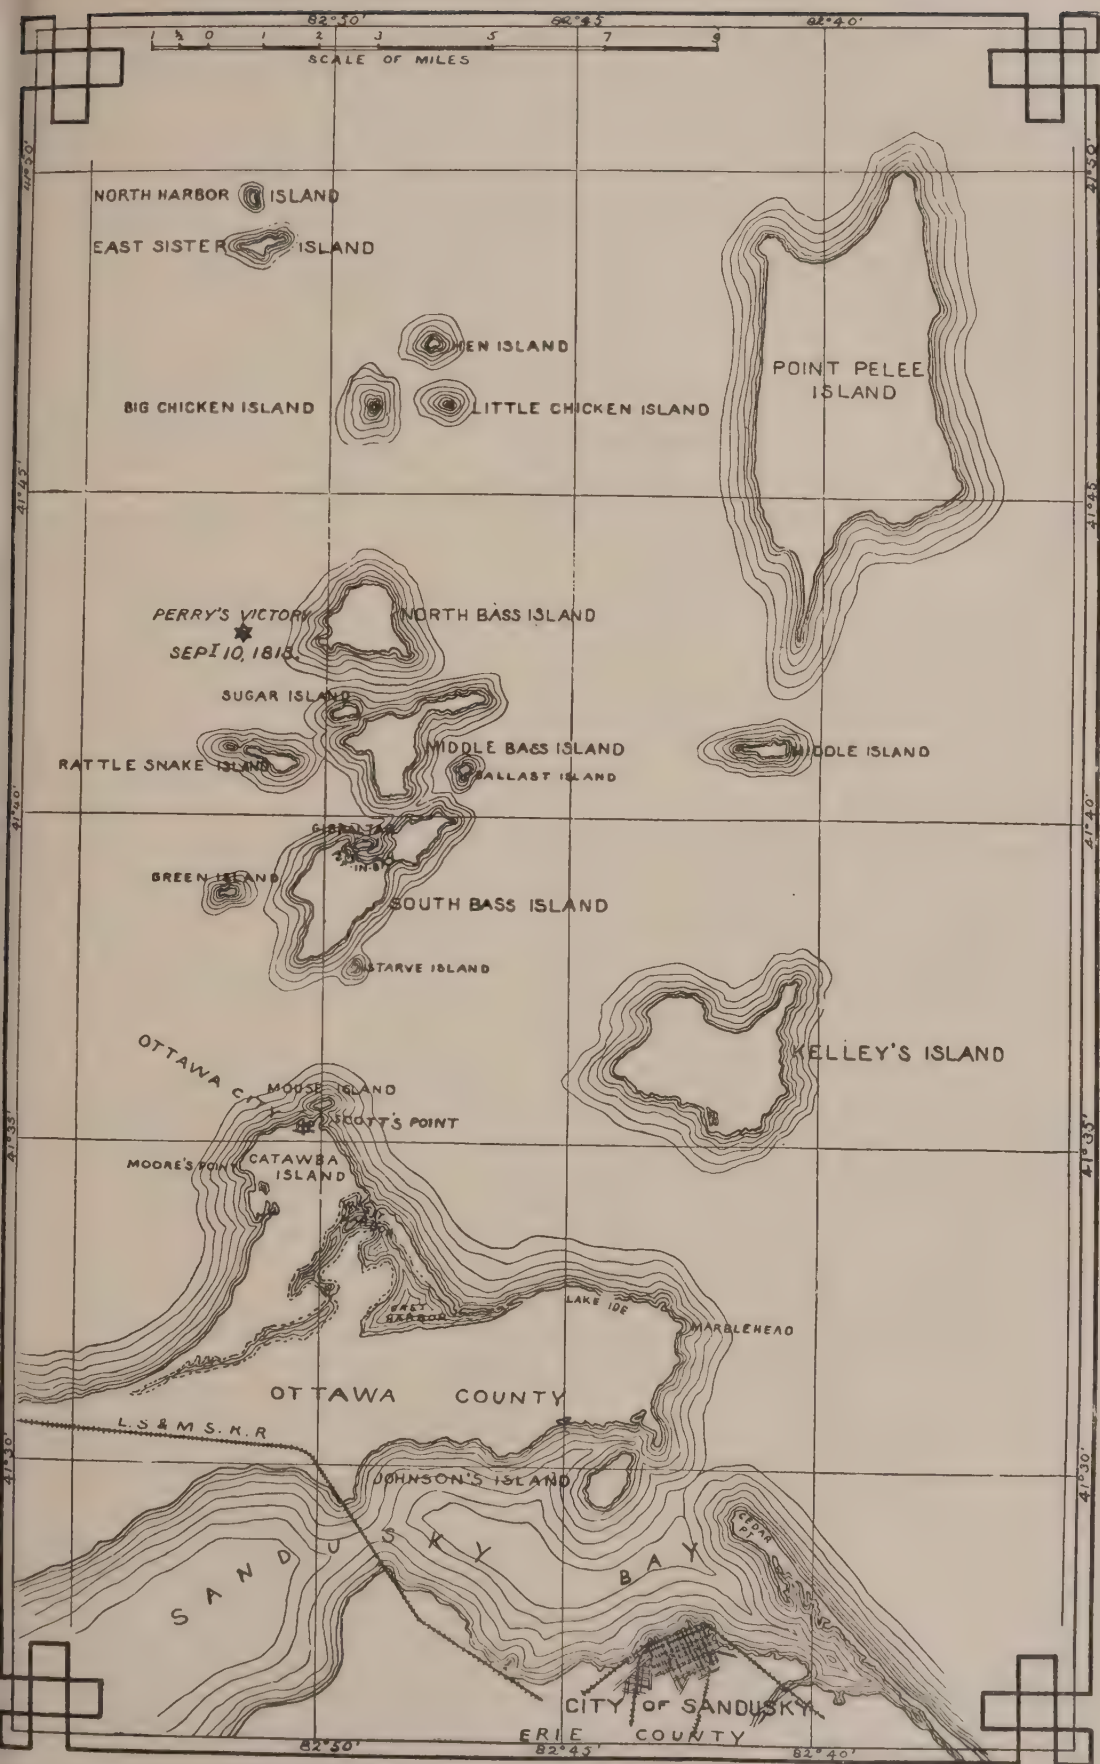 82°50' 82°45 82°40'
1 ½ 0 1 2 3 5 7 9
SCALE OF MILES
41°50' 41°50'
NORTH HARBOR ISLAND
EAST SISTER ISLAND
HEN ISLAND
POINT PELEE
ISLAND
BIG CHICKEN ISLAND
LITTLE CHICKEN ISLAND
41°45' 41°45
PERRY'S VICTORY
SEPT 10, 1813.
NORTH BASS ISLAND
SUGAR ISLAND
MIDDLE BASS ISLAND
MIDDLE ISLAND
RATTLE SNAKE ISLAND
BALLAST ISLAND
41°40' 41°40'
GIBRALTAR
IN-BAY
GREEN ISLAND
SOUTH BASS ISLAND
STARVE ISLAND
OTTAWA CITY
KELLEY'S ISLAND
MOUSE ISLAND
SCOTT'S POINT
41°35' 41°35'
MOORE'S POINT
CATAWBA
ISLAND
EAST
HARBOR
LAKE IDE
MARBLEHEAD
OTTAWA COUNTY
L.S & M S.R.R
41°30' 41°30'
JOHNSON'S ISLAND
CEDAR
PT.
SANDUSKY BAY
CITY OF SANDUSKY
ERIE COUNTY
82°50' 82°45' 82°40'